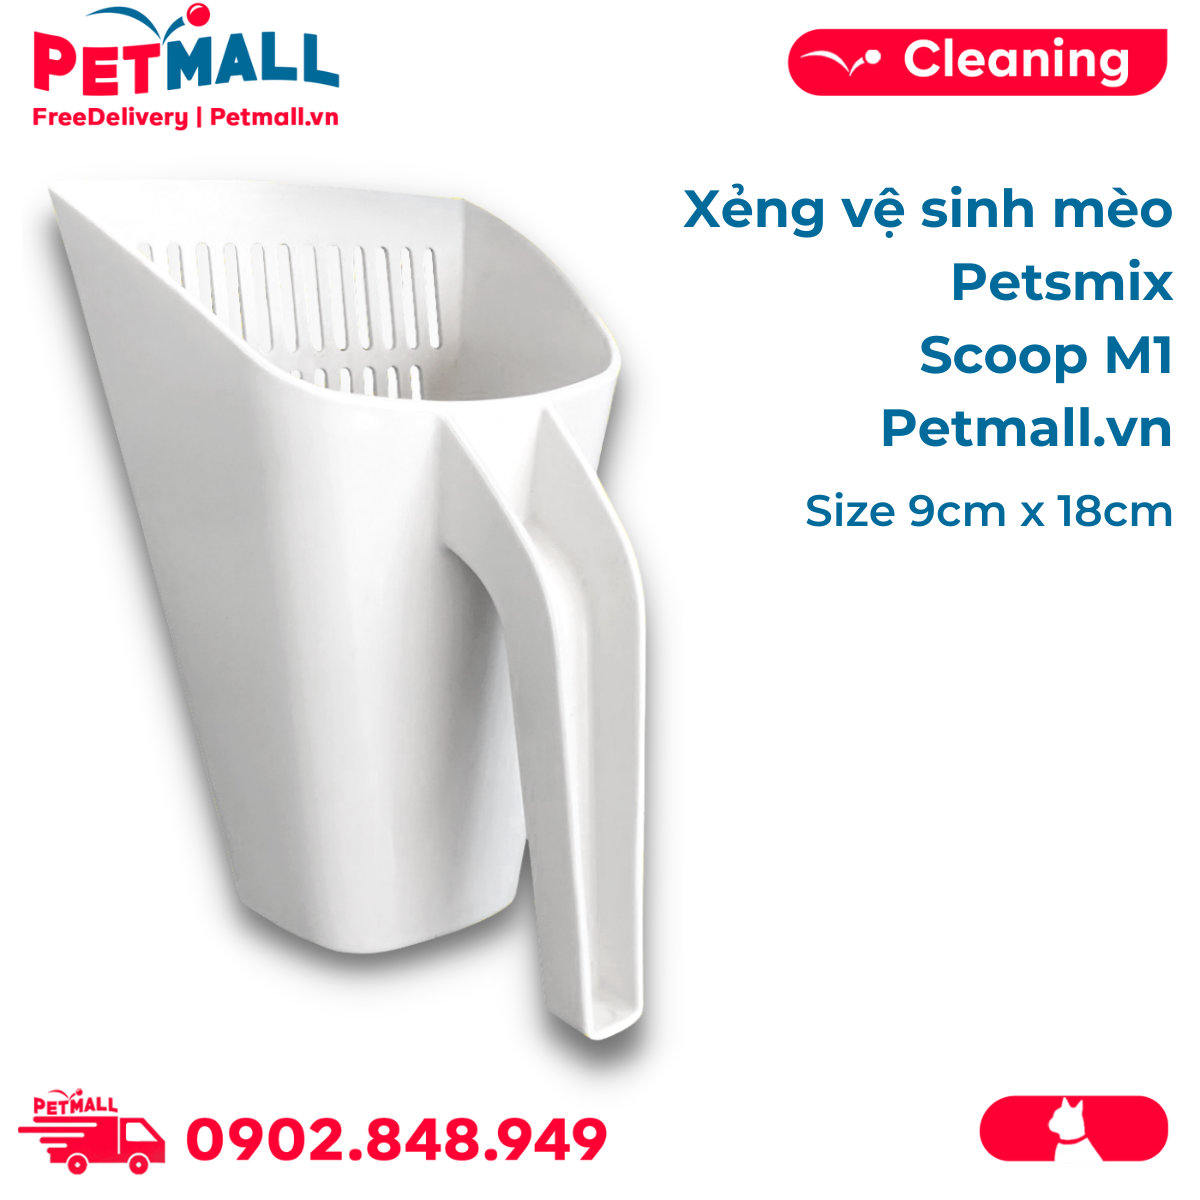 PETMALL
FreeDelivery | Petmall.vn
Cleaning
Xẻng vệ sinh mèo
Petsmix
Scoop M1
Petmall.vn
Size 9cm x 18cm
PETMALL
0902.848.949